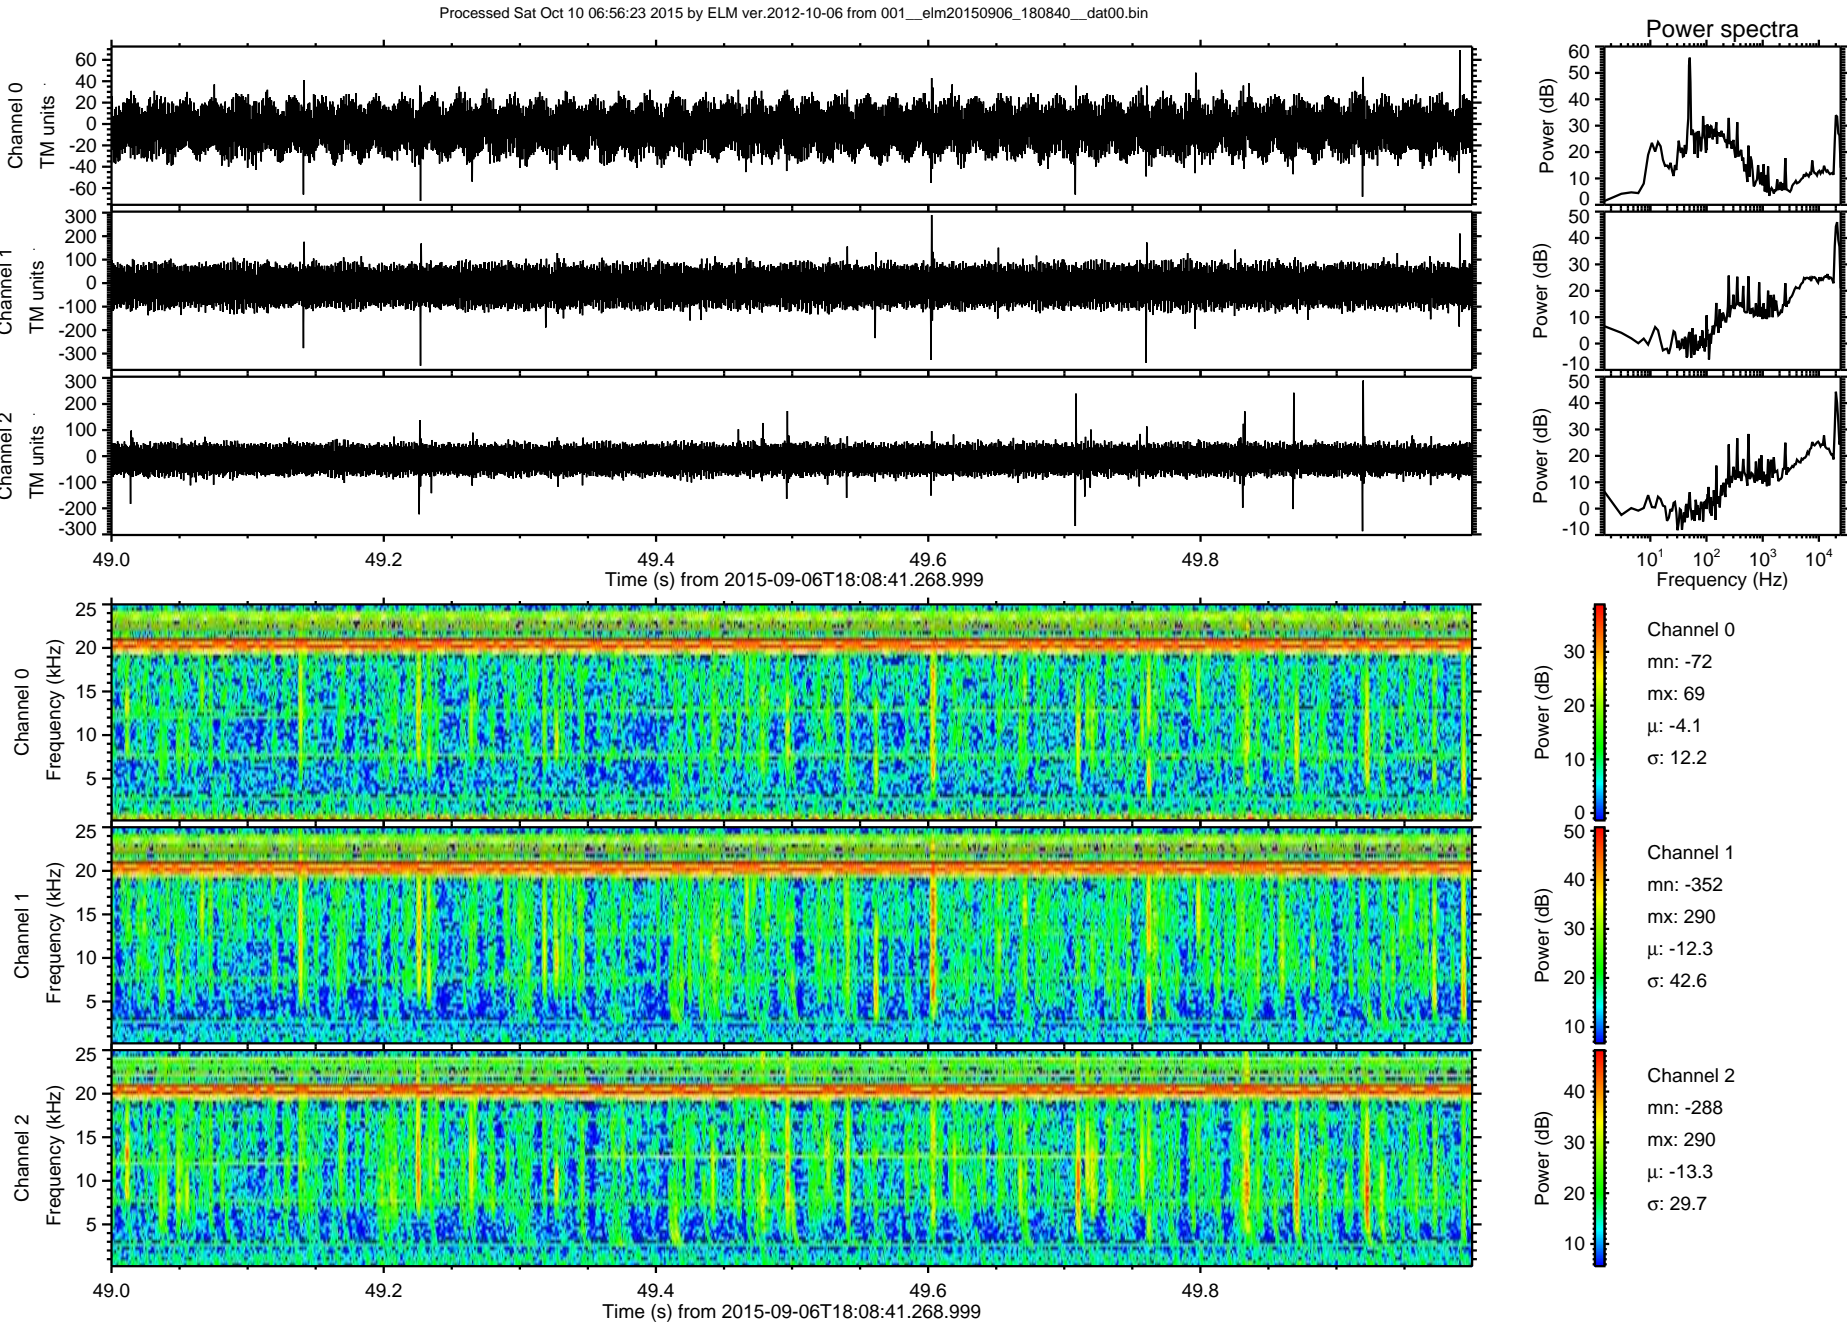 Processed Sat Oct 10 06:56:23 2015 by ELM ver.2012-10-06 from 001__elm20150906_180840__dat00.bin
Power spectra
Channel 0
TM units
60
40
20
0
-20
-40
-60
Power (dB)
60
50
40
30
20
10
0
Channel 1
TM units
300
200
100
0
-100
-200
-300
Power (dB)
50
40
30
20
10
0
-10
Channel 2
TM units
300
200
100
0
-100
-200
-300
Power (dB)
50
40
30
20
10
0
-10
49.0 49.2 49.4 49.6 49.8
Time (s) from 2015-09-06T18:08:41.268.999
10¹ 10² 10³ 10⁴
Frequency (Hz)
Channel 0
Frequency (kHz)
25
20
15
10
5
Power (dB)
30
20
10
0
Channel 0
mn: -72
mx: 69
μ: -4.1
σ: 12.2
Channel 1
Frequency (kHz)
25
20
15
10
5
Power (dB)
50
40
30
20
10
Channel 1
mn: -352
mx: 290
μ: -12.3
σ: 42.6
Channel 2
Frequency (kHz)
25
20
15
10
5
Power (dB)
40
30
20
10
Channel 2
mn: -288
mx: 290
μ: -13.3
σ: 29.7
49.0 49.2 49.4 49.6 49.8
Time (s) from 2015-09-06T18:08:41.268.999